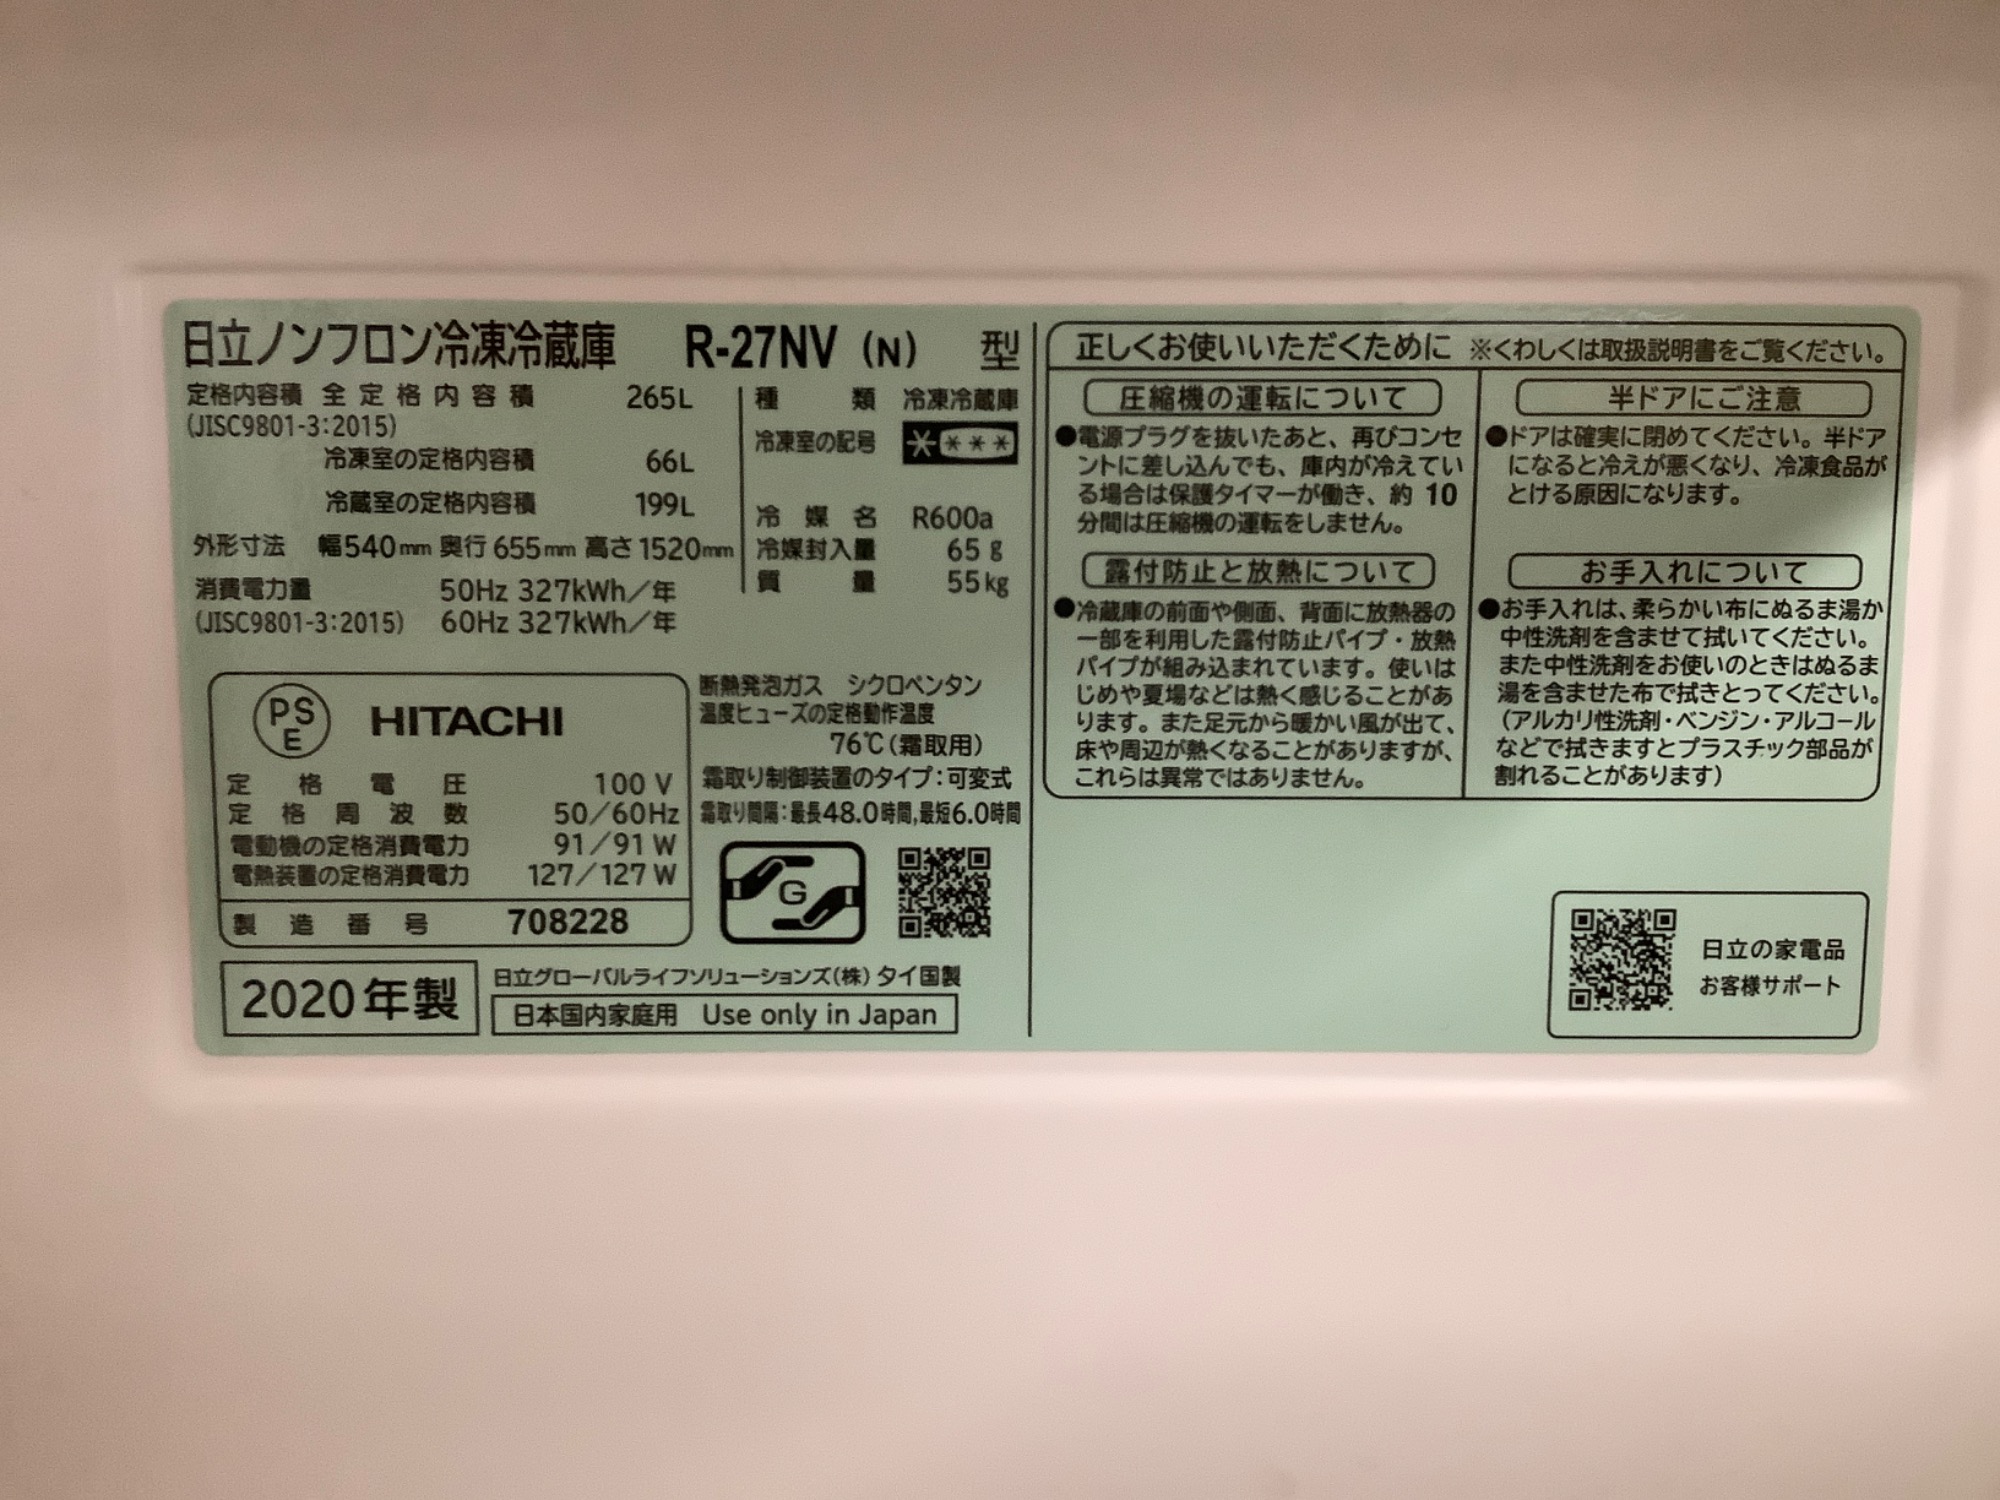 日立ノンフロン冷凍冷蔵庫 R-27NV (N) 型
定格内容積 全定格内容積 265L
(JISC9801-3:2015)
冷凍室の定格内容積 66L
冷蔵室の定格内容積 199L
外形寸法 幅540mm 奥行655mm 高さ1520mm
消費電力量 50Hz 327kWh/年
(JISC9801-3:2015) 60Hz 327kWh/年
種類 冷凍冷蔵庫
冷凍室の記号
冷媒名 R600a
冷媒封入量 65g
質量 55kg
PS
E
HITACHI
定格電圧 100V
定格周波数 50/60Hz
電動機の定格消費電力 91/91W
電熱装置の定格消費電力 127/127W
製造番号 708228
断熱発泡ガス シクロペンタン
温度ヒューズの定格動作温度
76℃(霜取用)
霜取り制御装置のタイプ:可変式
霜取り間隔:最長48.0時間,最短6.0時間
G
2020年製
日立グローバルライフソリューションズ(株) タイ国製
日本国内家庭用 Use only in Japan
正しくお使いいただくために ※くわしくは取扱説明書をご覧ください。
圧縮機の運転について
●電源プラグを抜いたあと、再びコンセ
ントに差し込んでも、庫内が冷えてい
る場合は保護タイマーが働き、約10
分間は圧縮機の運転をしません。
露付防止と放熱について
●冷蔵庫の前面や側面、背面に放熱器の
一部を利用した露付防止パイプ・放熱
パイプが組み込まれています。使いは
じめや夏場などは熱く感じることがあ
ります。また足元から暖かい風が出て、
床や周辺が熱くなることがありますが、
これらは異常ではありません。
半ドアにご注意
●ドアは確実に閉めてください。半ドア
になると冷えが悪くなり、冷凍食品が
とける原因になります。
お手入れについて
●お手入れは、柔らかい布にぬるま湯か
中性洗剤を含ませて拭いてください。
また中性洗剤をお使いのときはぬるま
湯を含ませた布で拭きとってください。
(アルカリ性洗剤・ベンジン・アルコール
などで拭きますとプラスチック部品が
割れることがあります)
日立の家電品
お客様サポート